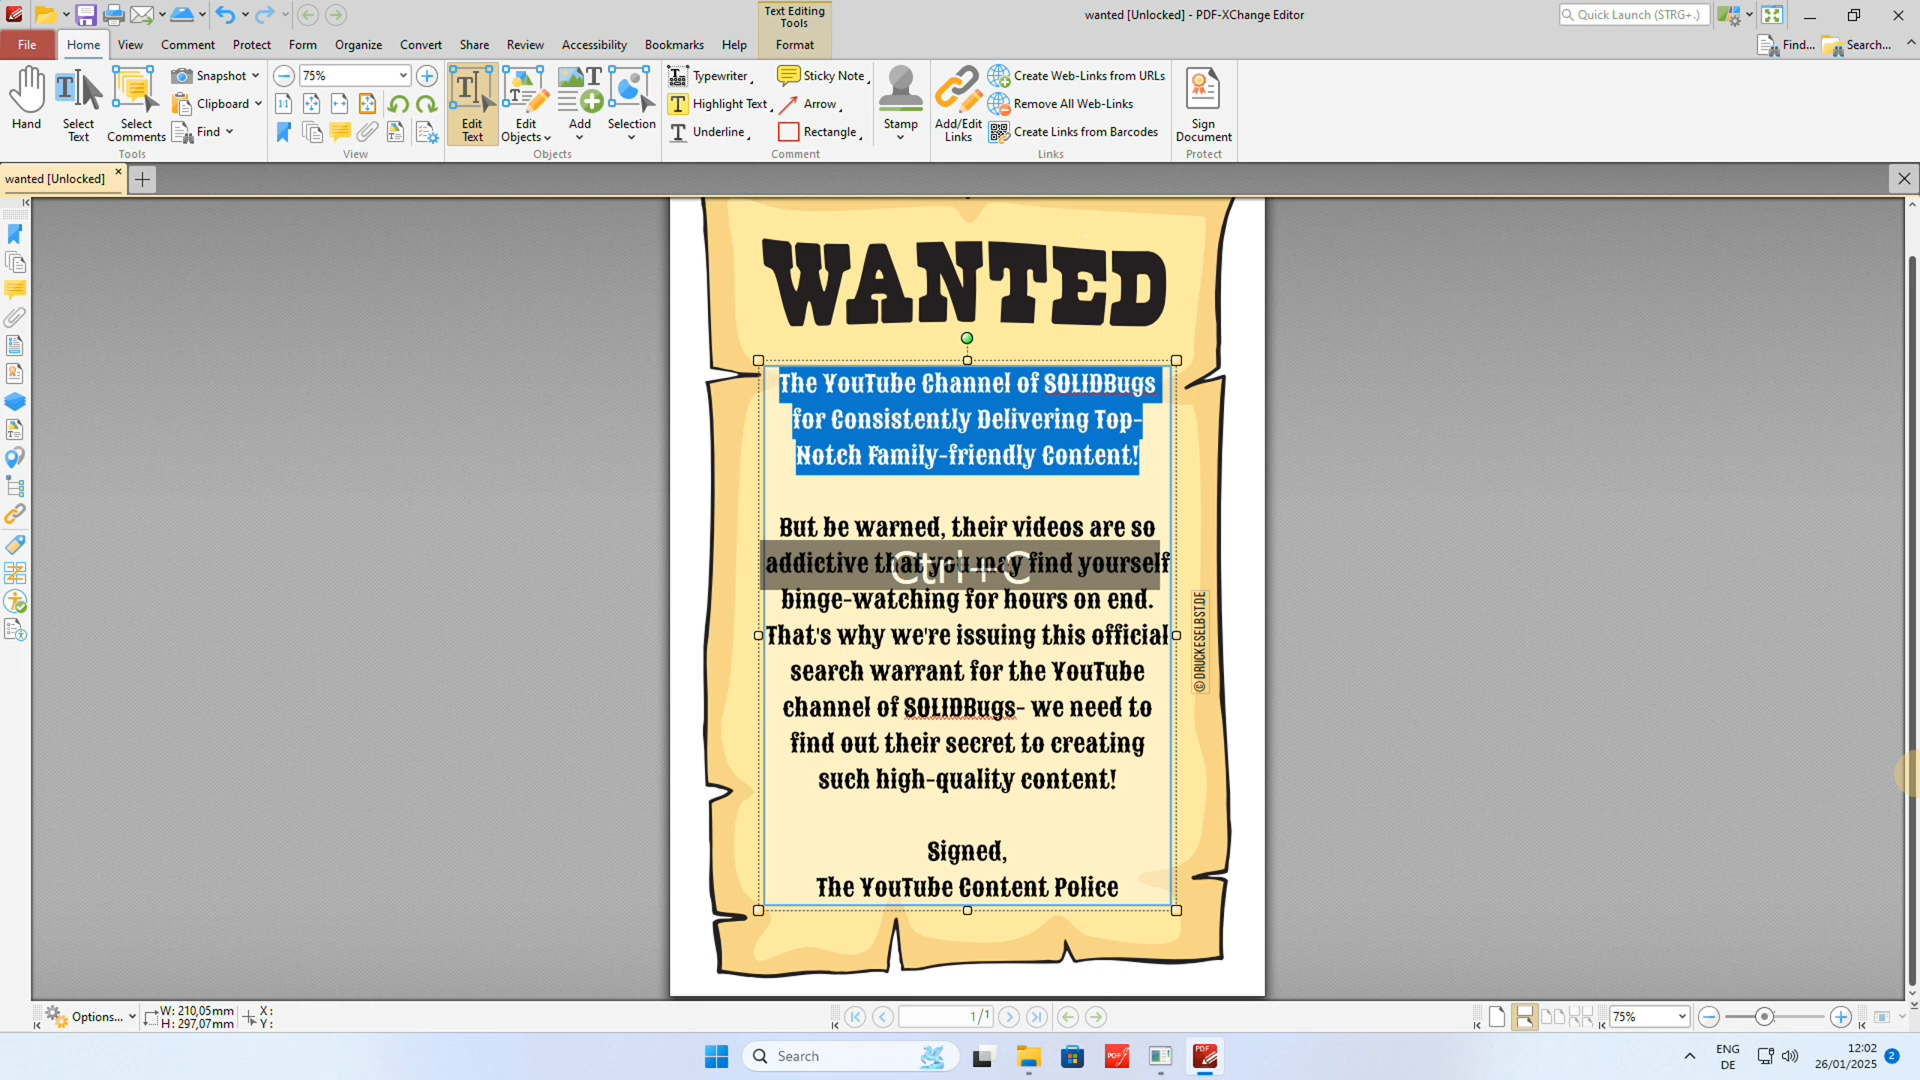 Text Editing
Tools
wanted [Unlocked] - PDF-XChange Editor
Quick Launch (STRG+.)
File
Home
View
Comment
Protect
Form
Organize
Convert
Share
Review
Accessibility
Bookmarks
Help
Format
Find...
Search...
Hand
Select
Text
Select
Comments
Snapshot
Clipboard
Find
Tools
75%
1:1
View
Edit
Text
Edit
Objects
Add
Selection
Objects
Typewriter
Highlight Text
Underline
Sticky Note
Arrow
Rectangle
Stamp
Comment
Add/Edit
Links
Create Web-Links from URLs
Remove All Web-Links
Create Links from Barcodes
Links
Sign
Document
Protect
wanted [Unlocked]
WANTED
The YouTube Channel of SOLIDBugs
for Consistently Delivering Top-
Notch Family-friendly Content!
But be warned, their videos are so
addictive that you may find yourself
Ctrl+C
binge-watching for hours on end.
That's why we're issuing this official
search warrant for the YouTube
channel of SOLIDBugs- we need to
find out their secret to creating
such high-quality content!
Signed,
The YouTube Content Police
©DRUCKESELBST.DE
Options...
W: 210,05mm
H: 297,07mm
X:
Y:
1/1
75%
Search
PDF
PDF
ENG
DE
12:02
26/01/2025
2